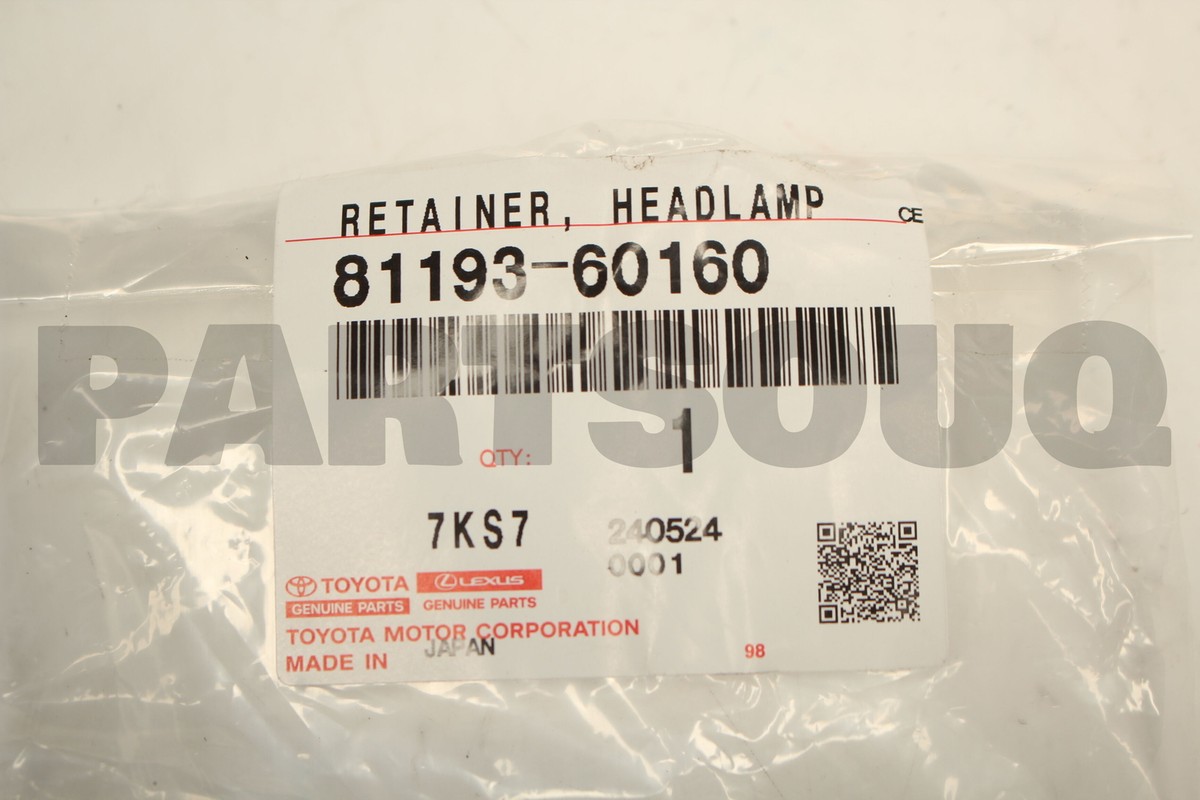 RETAINER, HEADLAMP
CE
81193-60160
PARTSOUQ
QTY: 1
7KS7
240524
0001
TOYOTA
GENUINE PARTS
LEXUS
GENUINE PARTS
TOYOTA MOTOR CORPORATION
MADE IN JAPAN
98